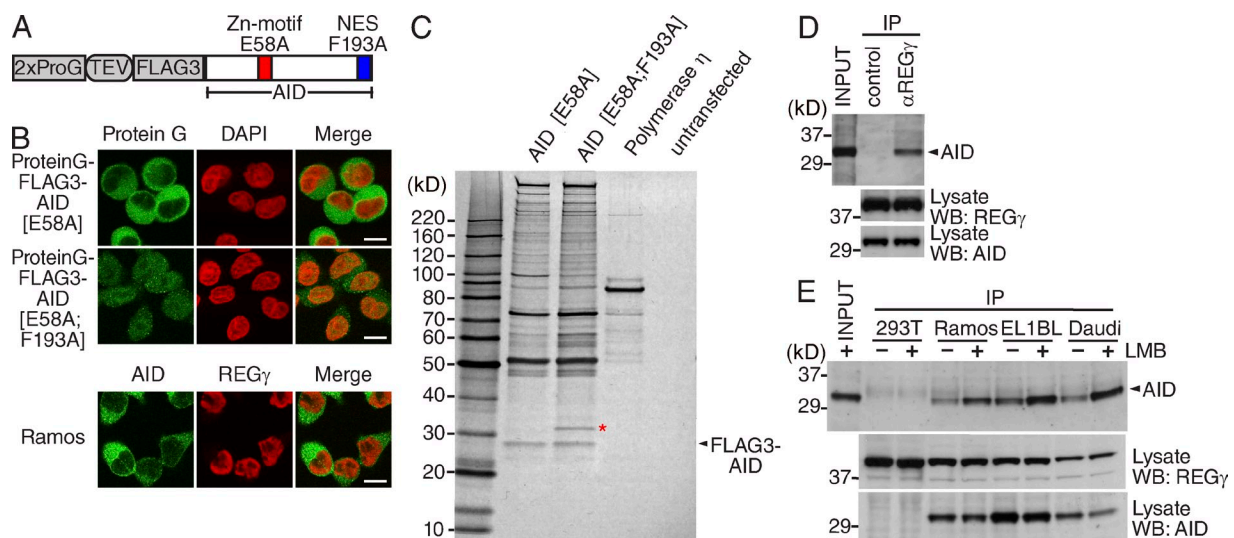 A
Zn-motif NES
E58A F193A
2xProG TEV FLAG3
AID
B
Protein G DAPI Merge
ProteinG-
FLAG3-
AID
[E58A]
ProteinG-
FLAG3-
AID
[E58A;
F193A]
AID REGγ Merge
Ramos
C
AID [E58A]
AID [E58A;F193A]
Polymerase η
untransfected
(kD)
220
160
120
100
80
70
60
50
40
30
20
10
*
FLAG3-
AID
D
IP
INPUT
control
αREGγ
(kD)
37
29
AID
Lysate
WB: REGγ
37
Lysate
WB: AID
29
E
IP
INPUT
293T Ramos EL1BL Daudi
(kD) + − + − + − + − + LMB
37
29
AID
Lysate
WB: REGγ
37
Lysate
WB: AID
29